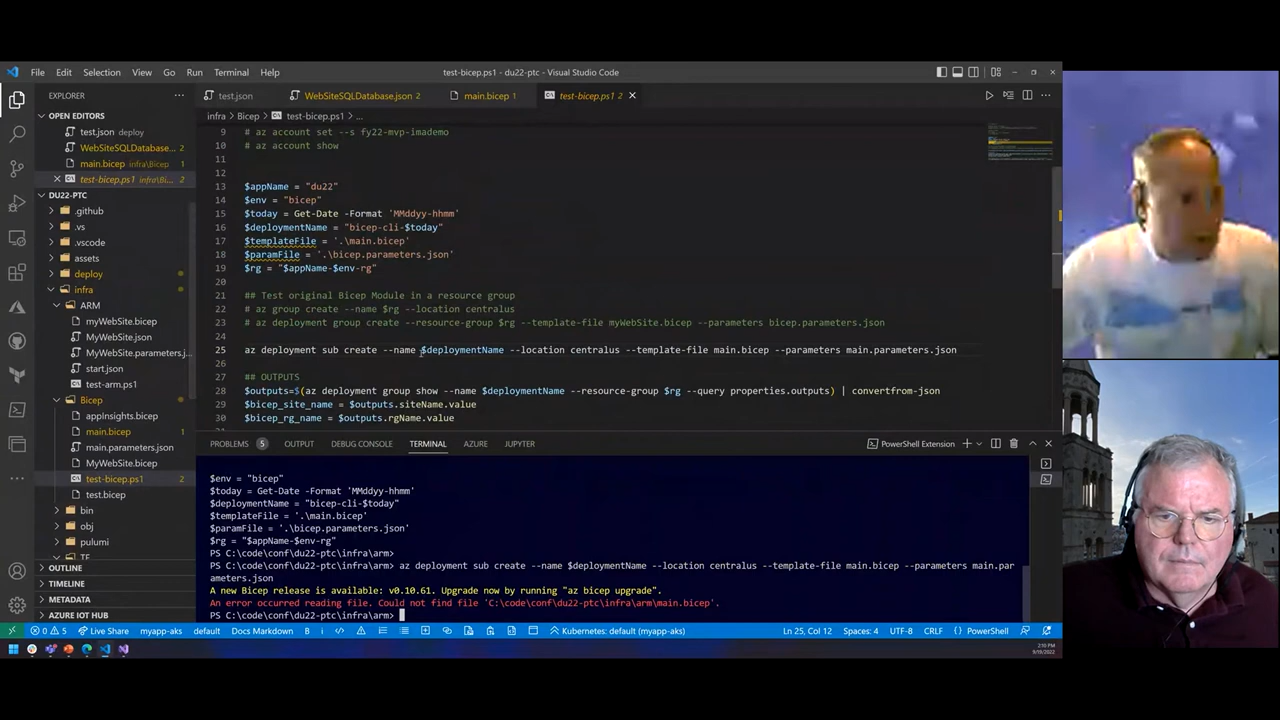 File Edit Selection View Go Run Terminal Help
test-bicep.ps1 - du22-ptc - Visual Studio Code
EXPLORER
OPEN EDITORS
test.json deploy
WebSiteSQLDatabase... 2
main.bicep infra\Bicep 1
test-bicep.ps1 infra\Bi... 2
DU22-PTC
.github
.vs
.vscode
assets
deploy
infra
ARM
myWebSite.bicep
MyWebSite.json
MyWebSite.parameters.j...
start.json
test-arm.ps1
Bicep
appInsights.bicep
main.bicep 1
main.parameters.json
MyWebSite.bicep
test-bicep.ps1 2
test.bicep
bin
obj
pulumi
TF
OUTLINE
TIMELINE
METADATA
AZURE IOT HUB
test.json WebSiteSQLDatabase.json 2 main.bicep 1 test-bicep.ps1 2
infra > Bicep > test-bicep.ps1 > ...
9 # az account set --s fy22-mvp-imademo
10 # az account show
11
12
13 $appName = "du22"
14 $env = "bicep"
15 $today = Get-Date -Format 'MMddyy-hhmm'
16 $deploymentName = "bicep-cli-$today"
17 $templateFile = '.\main.bicep'
18 $paramFile = '.\bicep.parameters.json'
19 $rg = "$appName-$env-rg"
20
21 ## Test original Bicep Module in a resource group
22 # az group create --name $rg --location centralus
23 # az deployment group create --resource-group $rg --template-file myWebSite.bicep --parameters bicep.parameters.json
24
25 az deployment sub create --name $deploymentName --location centralus --template-file main.bicep --parameters main.parameters.json
26
27 ## OUTPUTS
28 $outputs=$(az deployment group show --name $deploymentName --resource-group $rg --query properties.outputs) | convertfrom-json
29 $bicep_site_name = $outputs.siteName.value
30 $bicep_rg_name = $outputs.rgName.value
PROBLEMS 5 OUTPUT DEBUG CONSOLE TERMINAL AZURE JUPYTER
PowerShell Extension
$env = "bicep"
$today = Get-Date -Format 'MMddyy-hhmm'
$deploymentName = "bicep-cli-$today"
$templateFile = '.\main.bicep'
$paramFile = '.\bicep.parameters.json'
$rg = "$appName-$env-rg"
PS C:\code\conf\du22-ptc\infra\arm>
PS C:\code\conf\du22-ptc\infra\arm> az deployment sub create --name $deploymentName --location centralus --template-file main.bicep --parameters main.par
ameters.json
A new Bicep release is available: v0.10.61. Upgrade now by running "az bicep upgrade".
An error occurred reading file. Could not find file 'C:\code\conf\du22-ptc\infra\arm\main.bicep'.
PS C:\code\conf\du22-ptc\infra\arm>
0 5 Live Share myapp-aks default Docs Markdown B I Kubernetes: default (myapp-aks) Ln 25, Col 12 Spaces: 4 UTF-8 CRLF PowerShell
2:10 PM
9/19/2022